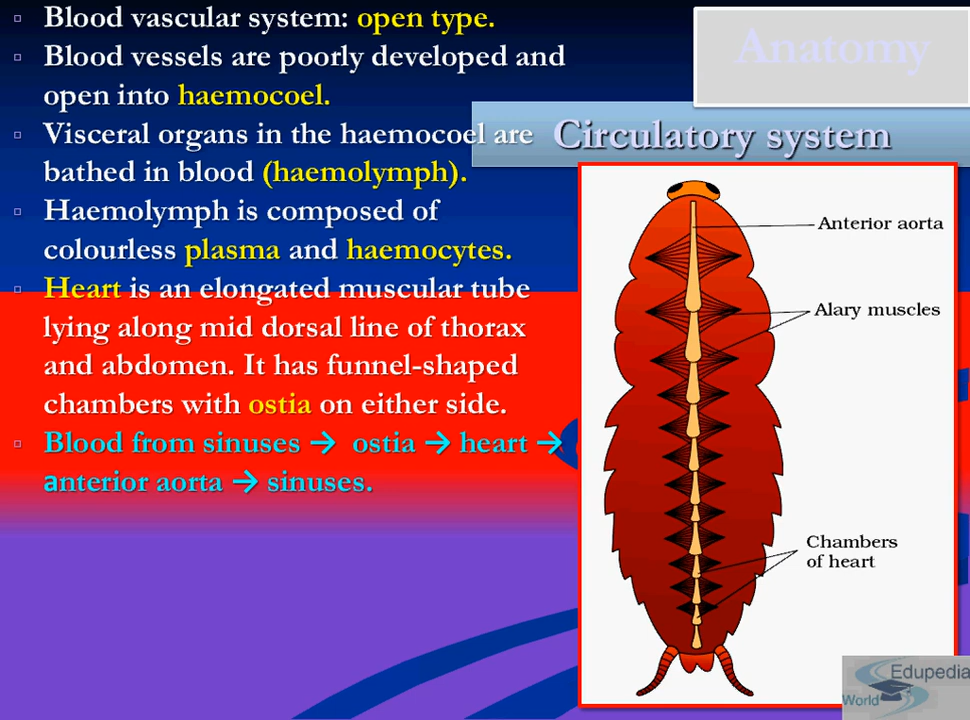 Anatomy
Circulatory system
▫ Blood vascular system: open type.
▫ Blood vessels are poorly developed and
open into haemocoel.
▫ Visceral organs in the haemocoel are
bathed in blood (haemolymph).
▫ Haemolymph is composed of
colourless plasma and haemocytes.
▫ Heart is an elongated muscular tube
lying along mid dorsal line of thorax
and abdomen. It has funnel-shaped
chambers with ostia on either side.
▫ Blood from sinuses → ostia → heart →
anterior aorta → sinuses.
Anterior aorta
Alary muscles
Chambers
of heart
Edupedia
World